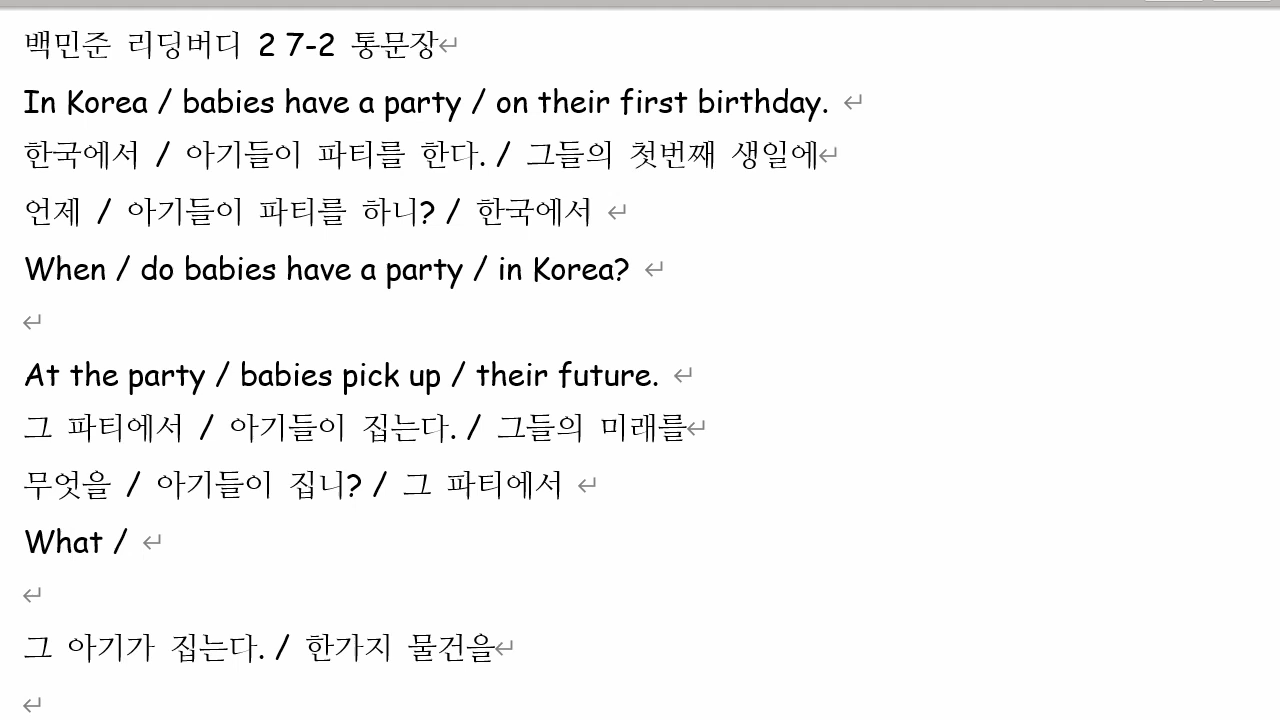 백민준 리딩버디 2 7-2 통문장
In Korea / babies have a party / on their first birthday.
한국에서 / 아기들이 파티를 한다. / 그들의 첫번째 생일에
언제 / 아기들이 파티를 하니? / 한국에서
When / do babies have a party / in Korea?
At the party / babies pick up / their future.
그 파티에서 / 아기들이 집는다. / 그들의 미래를
무엇을 / 아기들이 집니? / 그 파티에서
What /
그 아기가 집는다. / 한가지 물건을